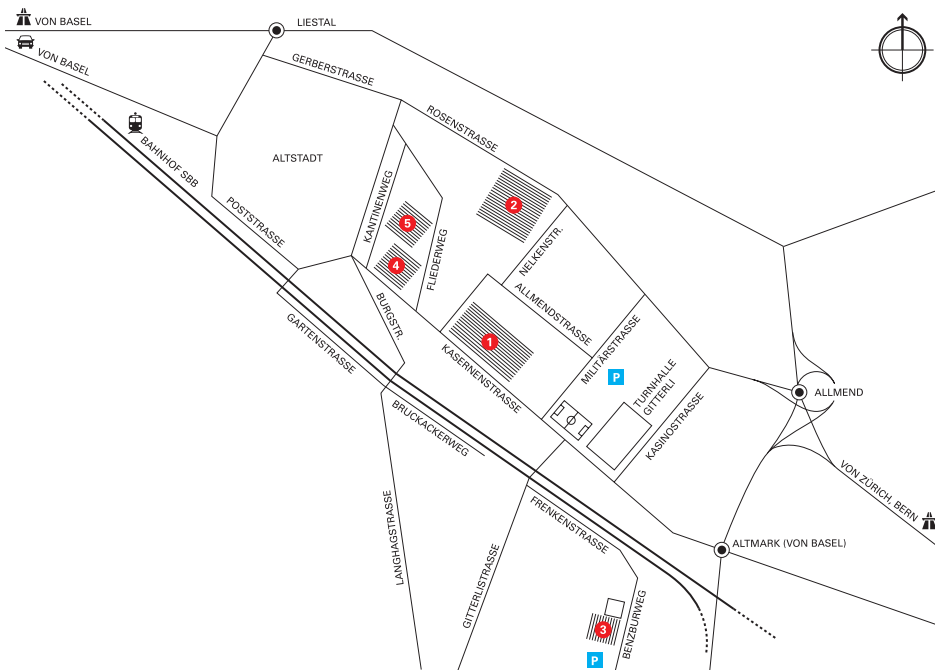 VON BASEL
LIESTAL
VON BASEL
GERBERSTRASSE
ROSENSTRASSE
BAHNHOF SBB
ALTSTADT
KANTINENWEG
2
5
POSTSTRASSE
FLIEDERWEG
NELKENSTR.
4
ALLMENDSTRASSE
BURGSTR.
GARTENSTRASSE
1
KASERNENSTRASSE
MILITÄRSTRASSE
P
TURNHALLE
GITTERLI
ALLMEND
KASINOSTRASSE
BRUCKACKERWEG
VON ZÜRICH, BERN
LANGHAGSTRASSE
FRENKENSTRASSE
ALTMARK (VON BASEL)
GITTERLISTRASSE
BENZBURWEG
3
P